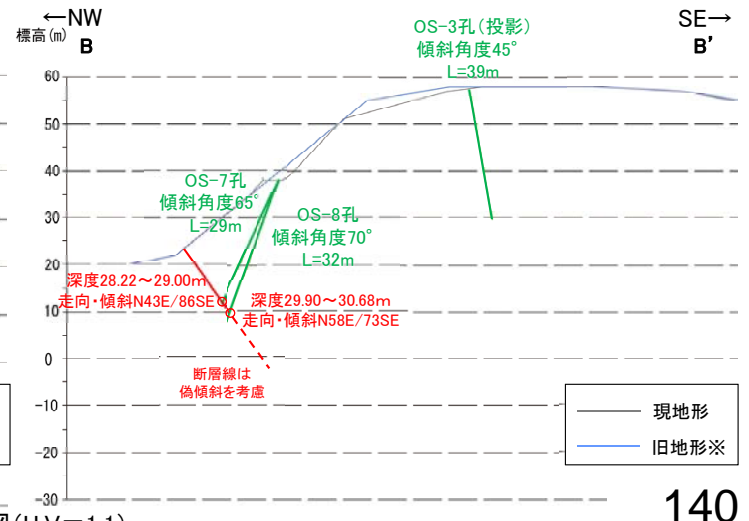 ←NW
SE→
標高(m)
B
B'
OS-3孔(投影)
傾斜角度45°
L=39m
60
50
40
30
20
10
0
-10
-20
-30
OS-7孔
傾斜角度65°
L=29m
OS-8孔
傾斜角度70°
L=32m
深度28.22～29.00m
走向・傾斜N43E/86SE
深度29.90～30.68m
走向・傾斜N58E/73SE
断層線は
偽傾斜を考慮
現地形
旧地形※
140